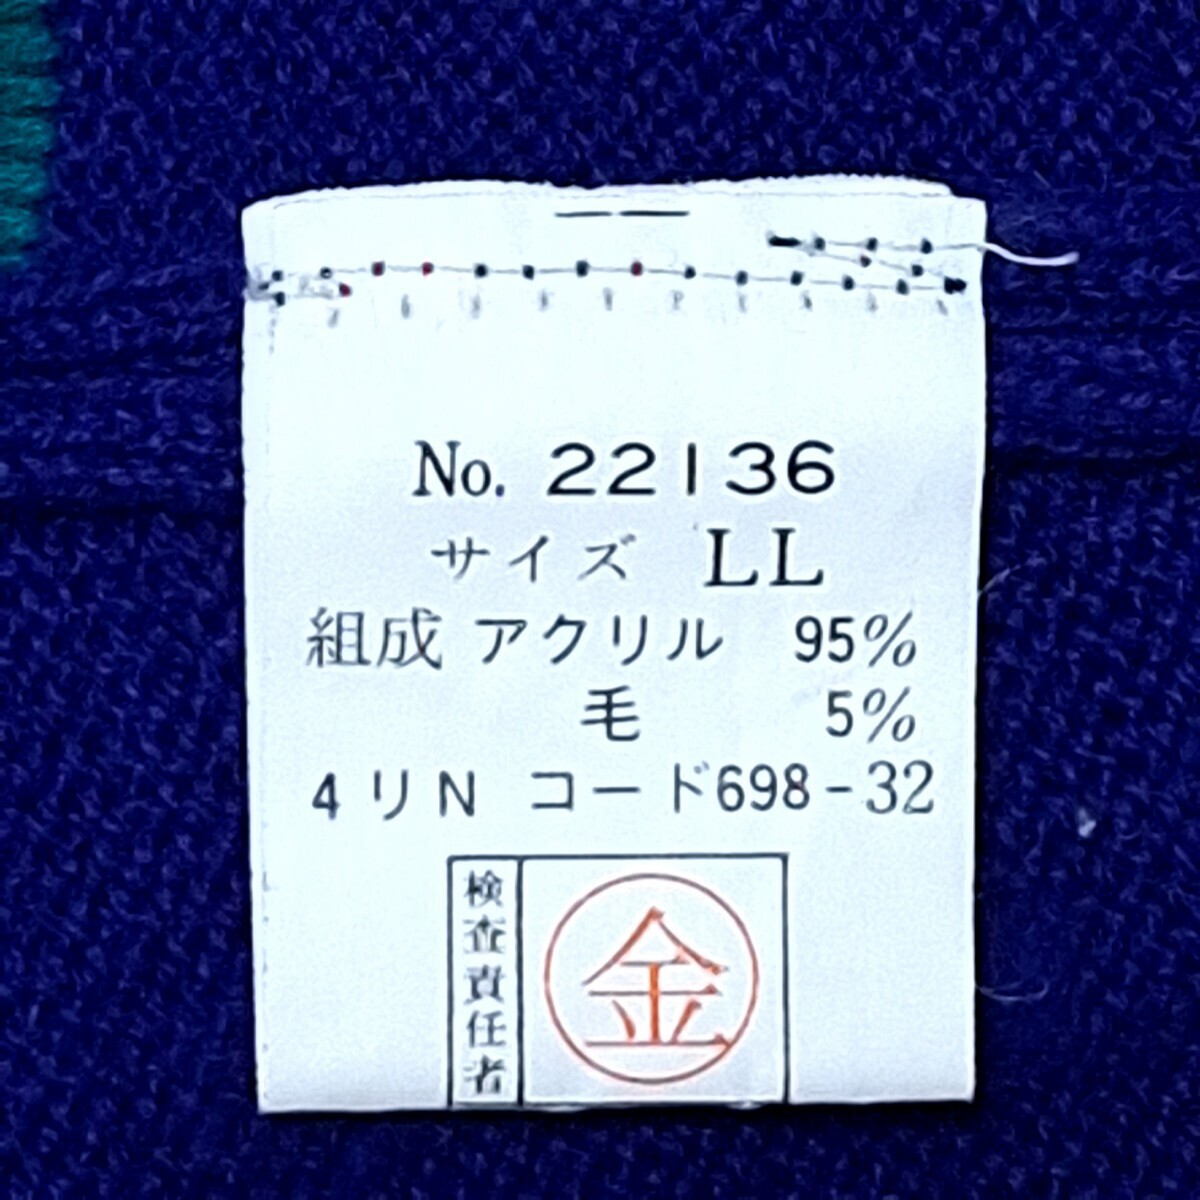 No. 22136
サイズ LL
組成 アクリル 95%
毛 5%
4リN コード698-32
検査責任者
金